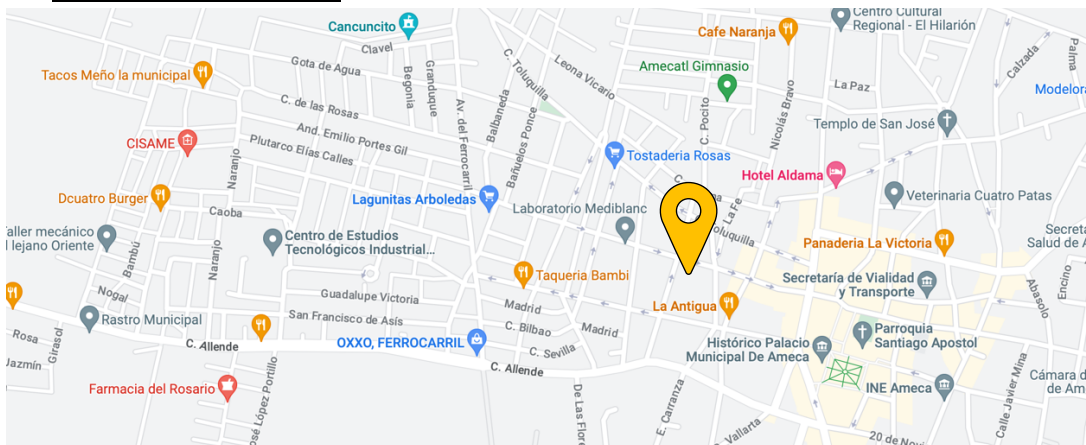 Cancuncito
Clavel
Gota de Agua
Tacos Meño la municipal
C. de las Rosas
And. Emilio Portes Gil
CISAME
Plutarco Elías Calles
Naranjo
Dcuatro Burger
Caoba
Taller mecánico
l lejano Oriente
Bambú
Naranjo
Nogal
Rastro Municipal
Rosa
Girasol
Jazmín
C. Allende
Farmacia del Rosario
José López Portillo
Begonia
Granduque
Av. del Ferrocarril
Balbaneda
Bañuelos Ponce
C. Toluquilla
Leona Vicario
Lagunitas Arboledas
Centro de Estudios
Tecnológicos Industrial...
Guadalupe Victoria
San Francisco de Asís
OXXO, FERROCARRIL
C. Allende
Taqueria Bambi
Madrid
C. Bilbao
Madrid
C. Sevilla
De Las Flore
Laboratorio Mediblanc
Tostaderia Rosas
Amecatl Gimnasio
Cafe Naranja
C. Pocito
Nicolás Bravo
La Fe
Toluquilla
La Antigua
E. Carranza
Centro Cultural
Regional - El Hilarión
Calzada
Palma
La Paz
Modelora
Templo de San José
Hotel Aldama
Veterinaria Cuatro Patas
Panaderia La Victoria
Secreta
Salud de A
Encino
Abasolo
Secretaría de Vialidad
y Transporte
Parroquia
Santiago Apostol
Histórico Palacio
Municipal De Ameca
INE Ameca
Calle Javier Mina
Cámara d
de Am
Vallarta
20 de Nov